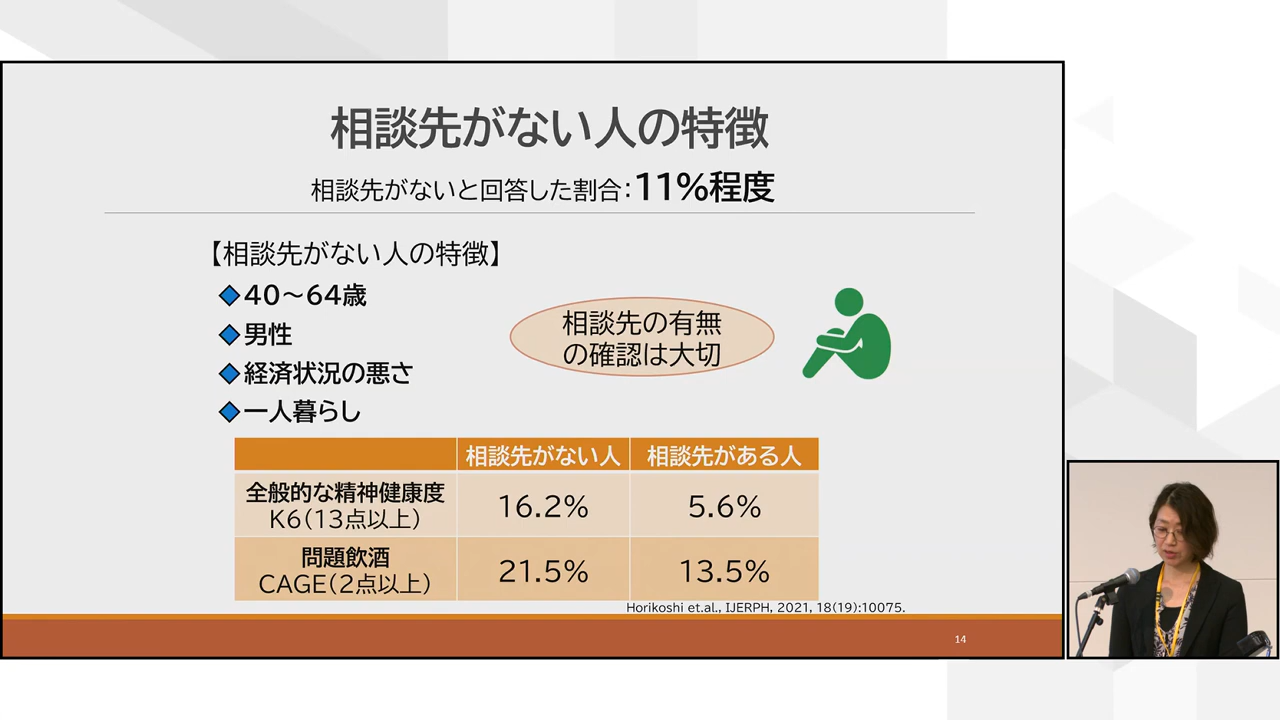 相談先がない人の特徴
相談先がないと回答した割合：11％程度
【相談先がない人の特徴】
◆40～64歳
◆男性
◆経済状況の悪さ
◆一人暮らし
相談先の有無
の確認は大切
相談先がない人 相談先がある人
全般的な精神健康度
K6（13点以上）
16.2% 5.6%
問題飲酒
CAGE（2点以上）
21.5% 13.5%
Horikoshi et.al., IJERPH, 2021, 18(19):10075.
14